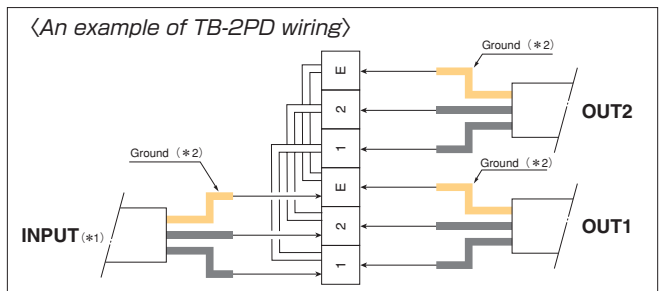 〈An example of TB-2PD wiring〉
Ground (＊2)
E
2
OUT2
1
Ground (＊2)
Ground (＊2)
E
INPUT (＊1)
2
OUT1
1